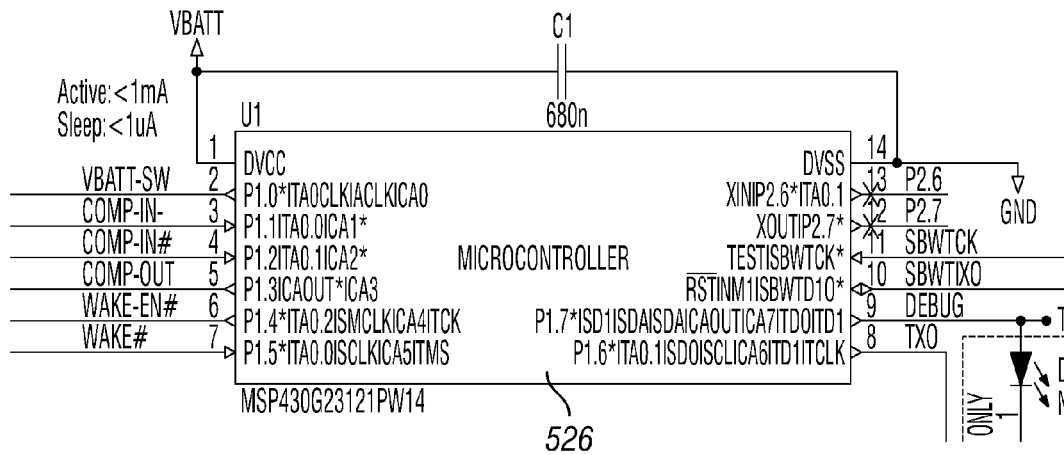 VBATT
C1
Active:<1mA
Sleep:<1uA
680n
U1
1 DVCC DVSS 14
VBATT-SW 2 P1.0*ITA0CLKIACLKICA0 XINIP2.6*ITA0.1 13 P2.6
COMP-IN- 3 P1.1ITA0.0ICA1* XOUTIP2.7* 12 P2.7
GND
COMP-IN# 4 P1.2ITA0.1ICA2* MICROCONTROLLER TESTISBWTCK* 11 SBWTCK
COMP-OUT 5 P1.3ICAOUT*ICA3 RSTINM1ISBWTD1O* 10 SBWTIXO
WAKE-EN# 6 P1.4*ITA0.2ISMCLKICA4ITCK P1.7*ISD1ISDAISDAICAOUTICA7ITDOITD1 9 DEBUG
WAKE# 7 P1.5*ITA0.0ISCLKICA5ITMS P1.6*ITA0.1ISDOISCLICA6ITD1ITCLK 8 TXO
MSP430G23121PW14
526
ONLY
1